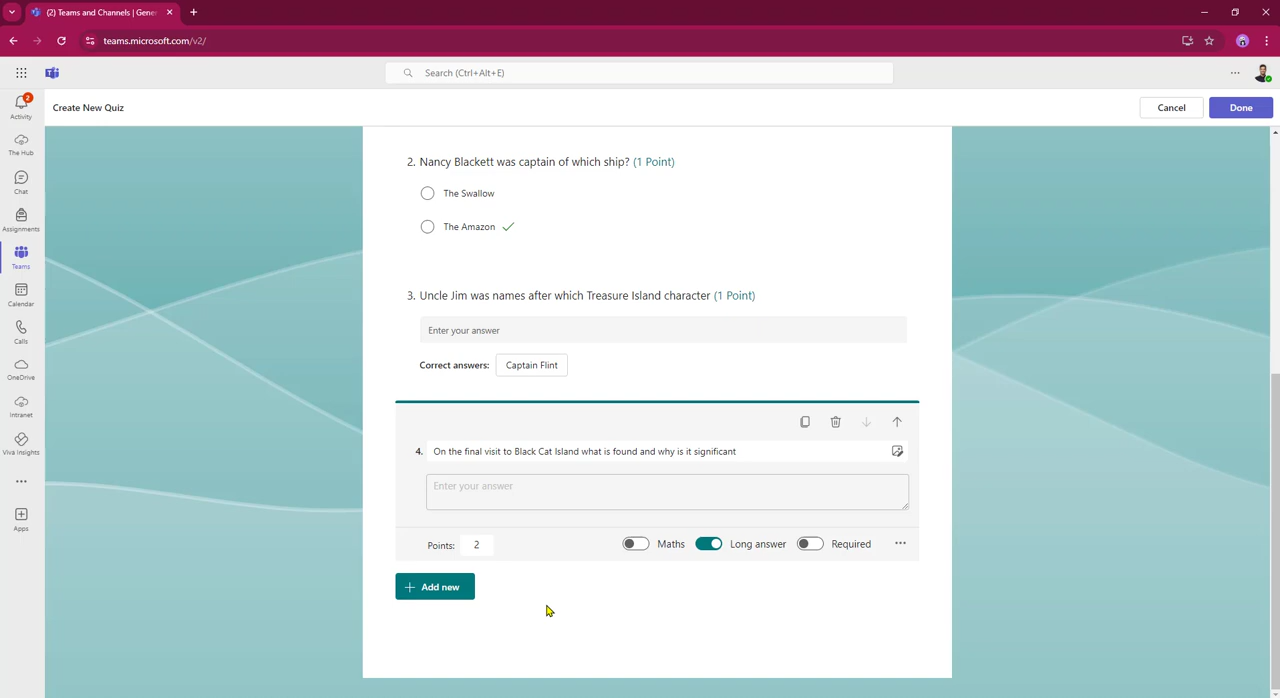 (2) Teams and Channels | Gene
teams.microsoft.com/v2/
Search (Ctrl+Alt+E)
Create New Quiz
Cancel
Done
2
Activity
The Hub
Chat
Assignments
Teams
Calendar
Calls
OneDrive
Intranet
Viva Insights
Apps
2. Nancy Blackett was captain of which ship? (1 Point)
The Swallow
The Amazon
3. Uncle Jim was names after which Treasure Island character (1 Point)
Enter your answer
Correct answers: Captain Flint
4. On the final visit to Black Cat Island what is found and why is it significant
Enter your answer
Points: 2 Maths Long answer Required
Add new